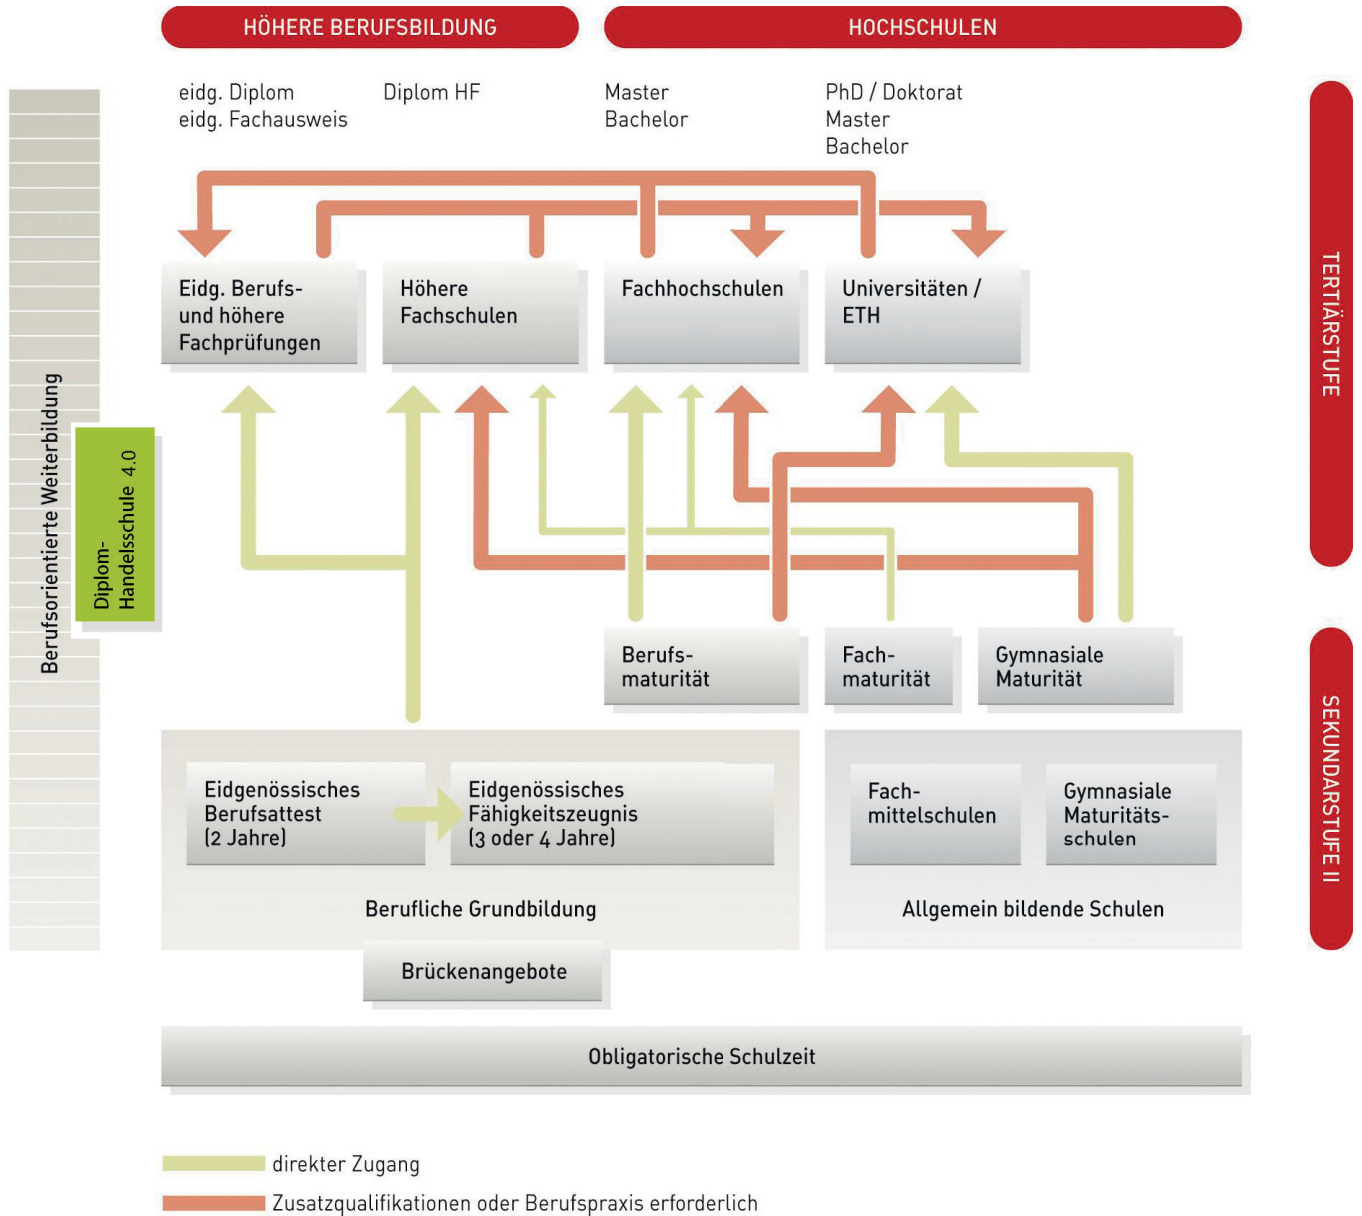 HÖHERE BERUFSBILDUNG
HOCHSCHULEN
eidg. Diplom
eidg. Fachausweis
Diplom HF
Master
Bachelor
PhD / Doktorat
Master
Bachelor
Eidg. Berufs-
und höhere
Fachprüfungen
Höhere
Fachschulen
Fachhochschulen
Universitäten /
ETH
TERTIÄRSTUFE
Berufsorientierte Weiterbildung
Diplom-
Handelsschule 4.0
Berufs-
maturität
Fach-
maturität
Gymnasiale
Maturität
SEKUNDARSTUFE II
Eidgenössisches
Berufsattest
(2 Jahre)
Eidgenössisches
Fähigkeitszeugnis
(3 oder 4 Jahre)
Fach-
mittelschulen
Gymnasiale
Maturitäts-
schulen
Berufliche Grundbildung
Allgemein bildende Schulen
Brückenangebote
Obligatorische Schulzeit
direkter Zugang
Zusatzqualifikationen oder Berufspraxis erforderlich